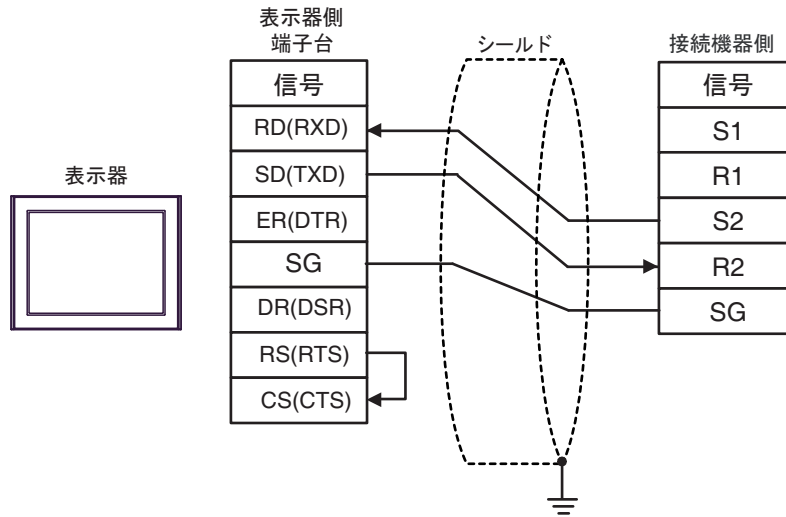 表示器側
端子台
シールド
接続機器側
信号
RD(RXD)
SD(TXD)
ER(DTR)
SG
DR(DSR)
RS(RTS)
CS(CTS)
表示器
信号
S1
R1
S2
R2
SG